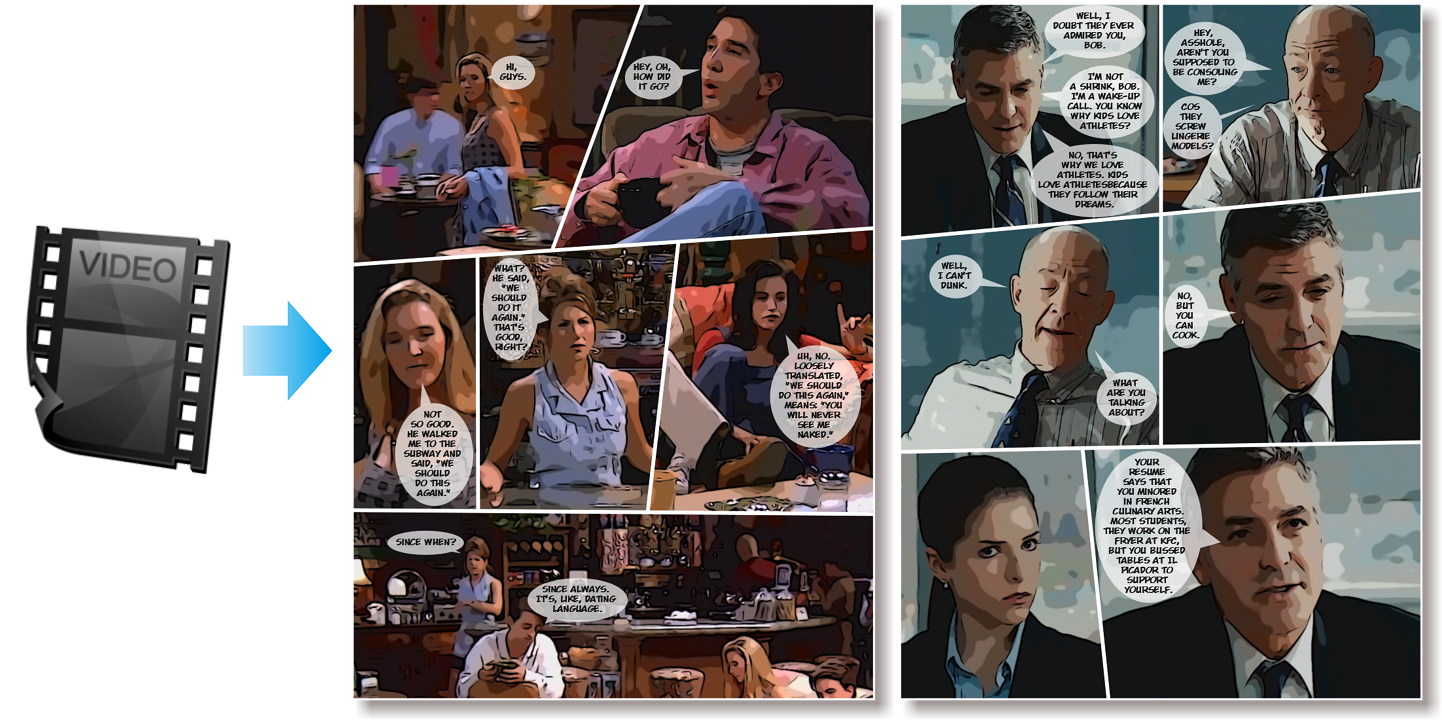 VIDEO
HI,
GUYS.
HEY, OH,
HOW DID
IT GO?
NOT
SO GOOD.
HE WALKED
ME TO THE
SUBWAY AND
SAID, "WE
SHOULD
DO THIS
AGAIN."
WHAT?
HE SAID,
"WE
SHOULD
DO IT
AGAIN."
THAT'S
GOOD,
RIGHT?
UH, NO.
LOOSELY
TRANSLATED,
"WE SHOULD
DO THIS AGAIN,"
MEANS: "YOU
WILL NEVER
SEE ME
NAKED."
SINCE WHEN?
SINCE ALWAYS.
IT'S, LIKE, DATING
LANGUAGE.
WELL, I
DOUBT THEY EVER
ADMIRED YOU,
BOB.
HEY,
ASSHOLE,
AREN'T YOU
SUPPOSED TO
BE CONSOLING
ME?
I'M NOT
A SHRINK, BOB.
I'M A WAKE-UP
CALL. YOU KNOW
WHY KIDS LOVE
ATHLETES?
COS
THEY
SCREW
LINGERIE
MODELS?
NO, THAT'S
WHY WE LOVE
ATHLETES. KIDS
LOVE ATHLETESBECAUSE
THEY FOLLOW THEIR
DREAMS.
WELL,
I CAN'T
DUNK.
NO,
BUT
YOU
CAN
COOK.
WHAT
ARE YOU
TALKING
ABOUT?
YOUR
RESUME
SAYS THAT
YOU MINORED
IN FRENCH
CULINARY ARTS.
MOST STUDENTS,
THEY WORK ON THE
FRYER AT KFC,
BUT YOU BUSSED
TABLES AT IL
PICADOR TO
SUPPORT
YOURSELF.